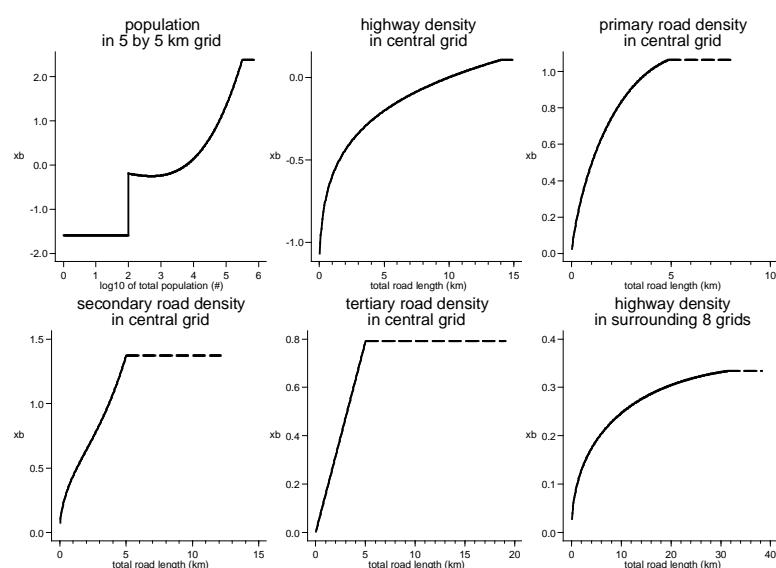 population
in 5 by 5 km grid
2.0
1.0
0.0
-1.0
-2.0
xb
0 1 2 3 4 5 6
log10 of total population (#)
highway density
in central grid
0.0
-0.5
-1.0
xb
0 5 10 15
total road length (km)
primary road density
in central grid
1.0
0.8
0.6
0.4
0.2
0.0
xb
0 5 10
total road length (km)
secondary road density
in central grid
1.5
1.0
0.5
0.0
xb
0 5 10 15
total road length (km)
tertiary road density
in central grid
0.8
0.6
0.4
0.2
0.0
xb
0 5 10 15 20
total road length (km)
highway density
in surrounding 8 grids
0.4
0.3
0.2
0.1
0.0
xb
0 10 20 30 40
total road length (km)